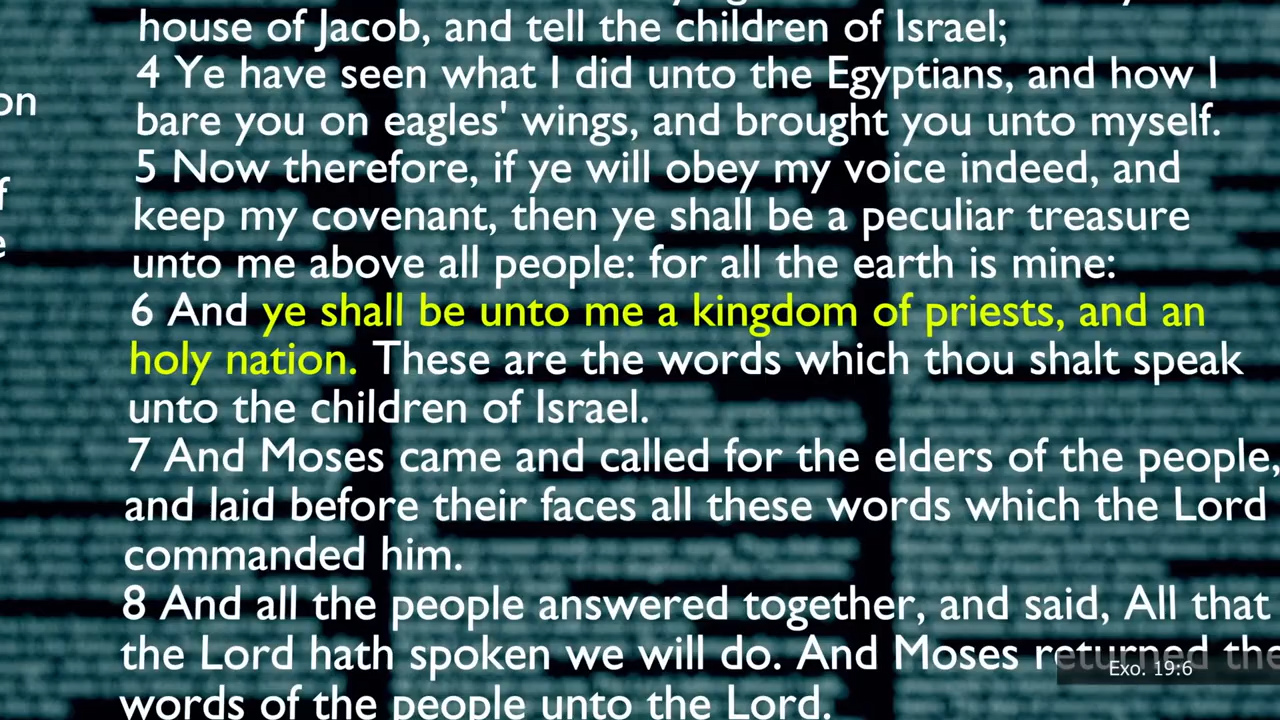 house of Jacob, and tell the children of Israel;
4 Ye have seen what I did unto the Egyptians, and how I
on
bare you on eagles' wings, and brought you unto myself.
5 Now therefore, if ye will obey my voice indeed, and
keep my covenant, then ye shall be a peculiar treasure
unto me above all people: for all the earth is mine:
6 And ye shall be unto me a kingdom of priests, and an
holy nation. These are the words which thou shalt speak
unto the children of Israel.
7 And Moses came and called for the elders of the people,
and laid before their faces all these words which the Lord
commanded him.
8 And all the people answered together, and said, All that
the Lord hath spoken we will do. And Moses returned the
Exo. 19:6
words of the people unto the Lord.